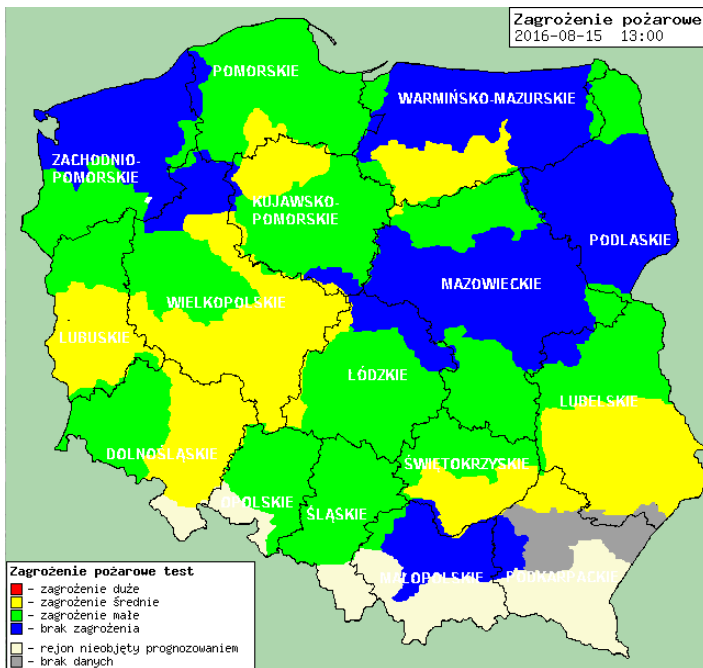 Zagrożenie pożarowe
2016-08-15 13:00
POMORSKIE
WARMIŃSKO-MAZURSKIE
ZACHODNIO-
POMORSKIE
KUJAWSKO-
POMORSKIE
PODLASKIE
MAZOWIECKIE
WIELKOPOLSKIE
LUBUSKIE
ŁÓDZKIE
LUBELSKIE
DOLNOŚLĄSKIE
ŚWIĘTOKRZYSKIE
OPOLSKIE
ŚLĄSKIE
MAŁOPOLSKIE
PODKARPACKIE
Zagrożenie pożarowe test
- zagrożenie duże
- zagrożenie średnie
- zagrożenie małe
- brak zagrożenia
- rejon nieobjęty prognozowaniem
- brak danych